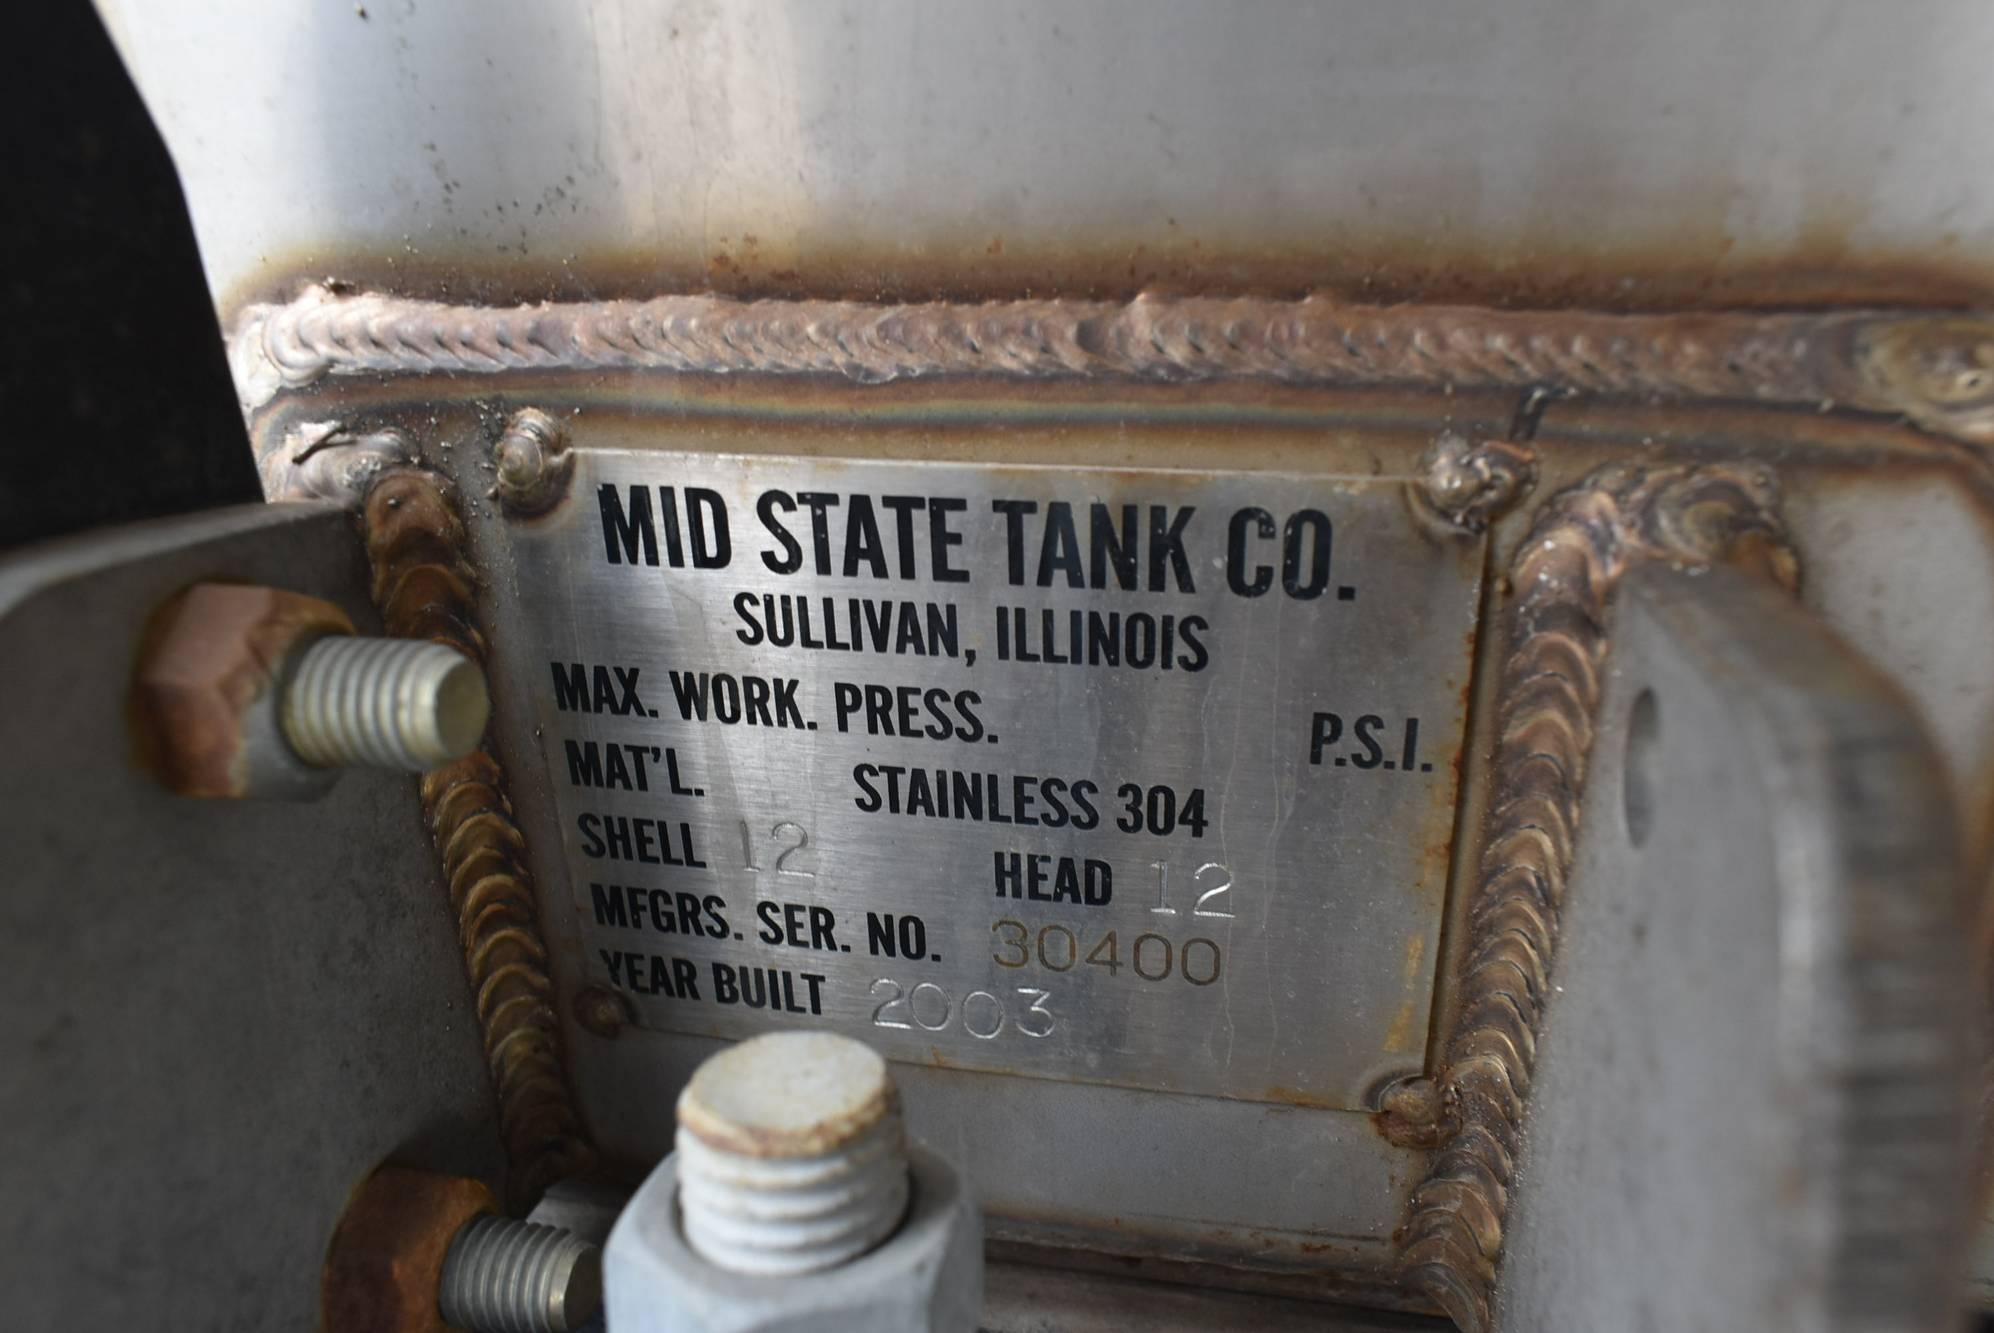 MID STATE TANK CO.
SULLIVAN, ILLINOIS
MAX. WORK. PRESS. P.S.I.
MAT'L. STAINLESS 304
SHELL 12 HEAD 12
MFGRS. SER. NO. 30400
YEAR BUILT 2003